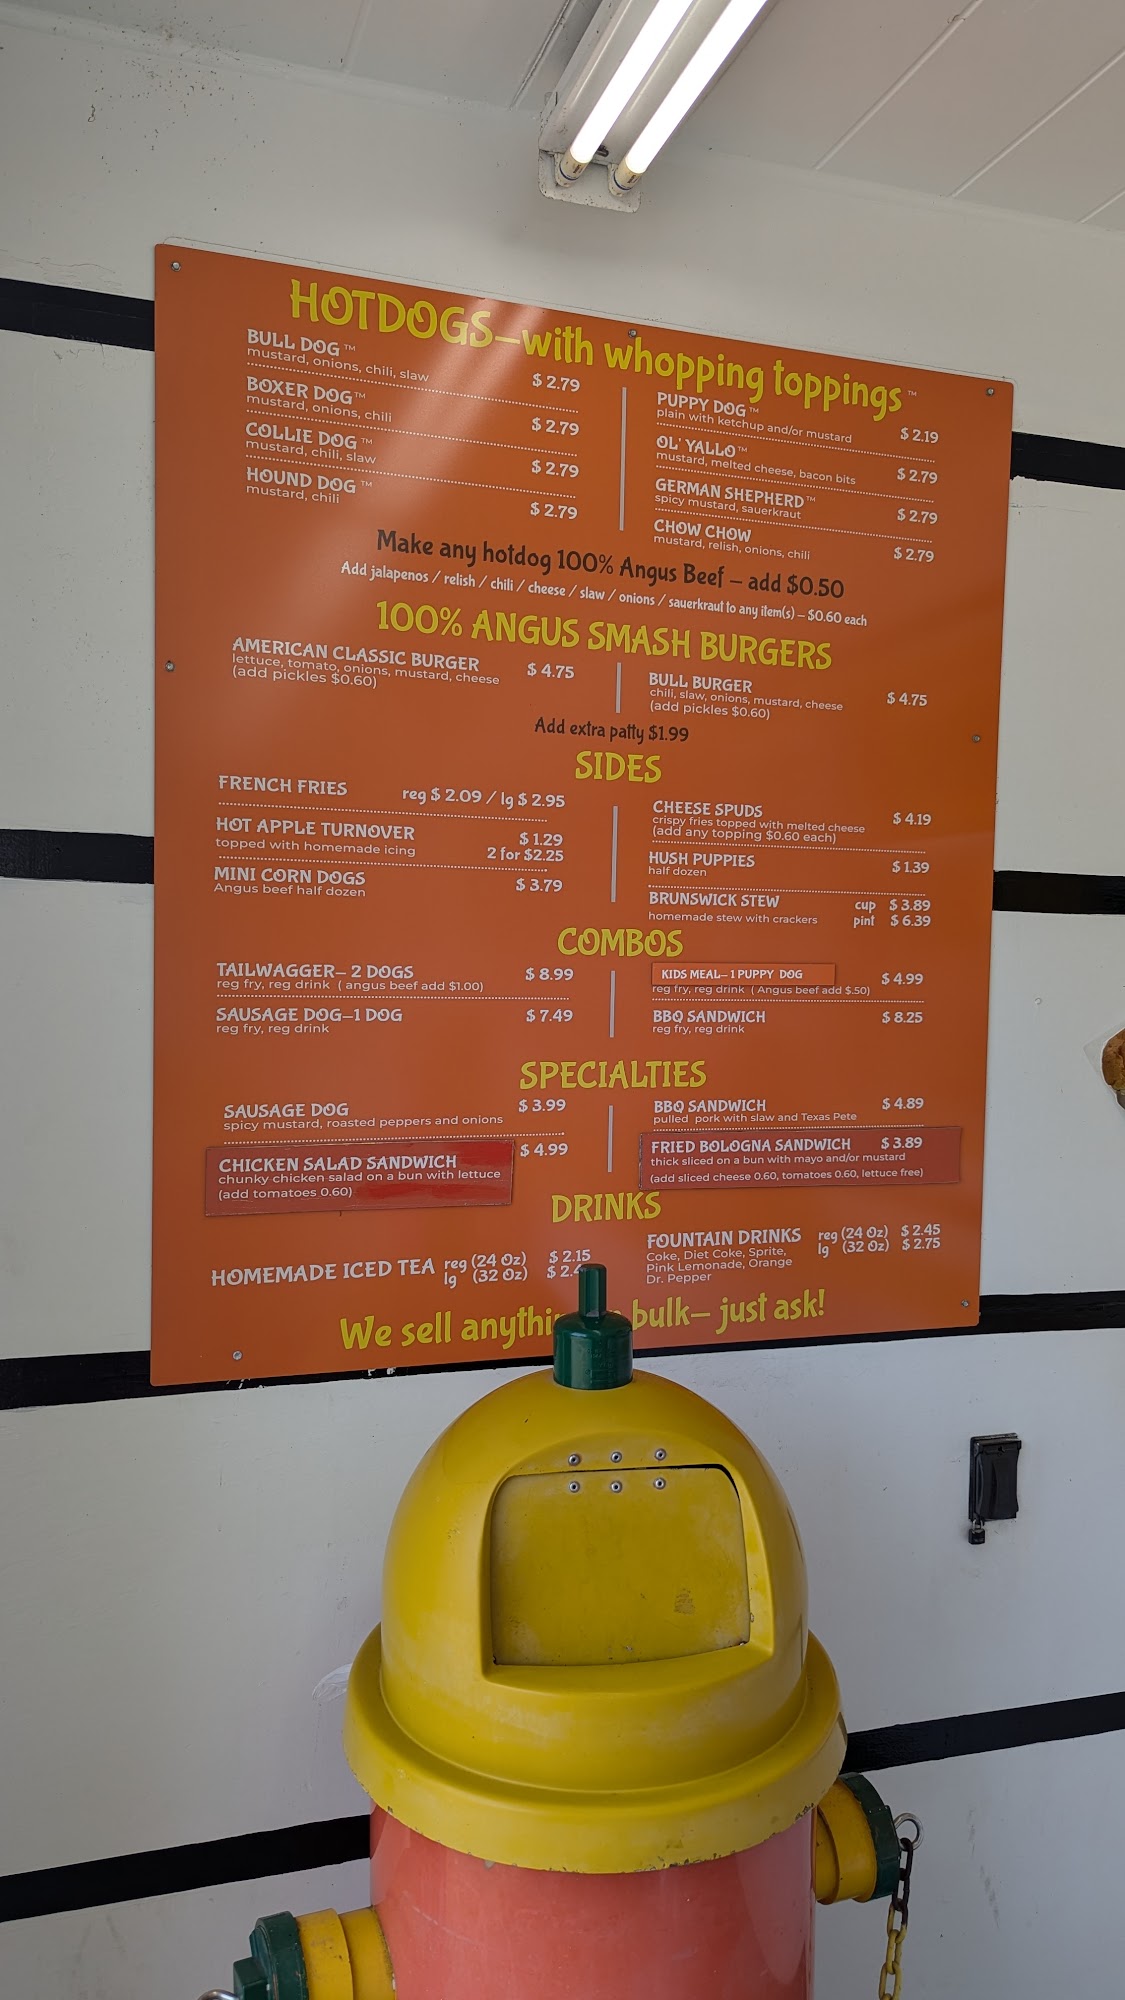 HOTDOGS—with whopping toppings™
BULL DOG™
mustard, onions, chili, slaw $ 2.79
BOXER DOG™
mustard, onions, chili $ 2.79
COLLIE DOG™
mustard, chili, slaw $ 2.79
HOUND DOG™
mustard, chili $ 2.79
PUPPY DOG™
plain with ketchup and/or mustard $ 2.19
OL' YALLO™
mustard, melted cheese, bacon bits $ 2.79
GERMAN SHEPHERD™
spicy mustard, sauerkraut $ 2.79
CHOW CHOW
mustard, relish, onions, chili $ 2.79
Make any hotdog 100% Angus Beef – add $0.50
Add jalapenos / relish / chili / cheese / slaw / onions / sauerkraut to any item(s) – $0.60 each
100% ANGUS SMASH BURGERS
AMERICAN CLASSIC BURGER $ 4.75
lettuce, tomato, onions, mustard, cheese
(add pickles $0.60)
BULL BURGER $ 4.75
chili, slaw, onions, mustard, cheese
(add pickles $0.60)
Add extra patty $1.99
SIDES
FRENCH FRIES reg $ 2.09 / lg $ 2.95
HOT APPLE TURNOVER $ 1.29
topped with homemade icing 2 for $2.25
MINI CORN DOGS $ 3.79
Angus beef half dozen
CHEESE SPUDS $ 4.19
crispy fries topped with melted cheese
(add any topping $0.60 each)
HUSH PUPPIES $ 1.39
half dozen
BRUNSWICK STEW cup $ 3.89
homemade stew with crackers pint $ 6.39
COMBOS
TAILWAGGER– 2 DOGS $ 8.99
reg fry, reg drink ( angus beef add $1.00)
SAUSAGE DOG–1 DOG $ 7.49
reg fry, reg drink
KIDS MEAL– 1 PUPPY DOG $ 4.99
reg fry, reg drink ( Angus beef add $.50)
BBQ SANDWICH $ 8.25
reg fry, reg drink
SPECIALTIES
SAUSAGE DOG $ 3.99
spicy mustard, roasted peppers and onions
CHICKEN SALAD SANDWICH $ 4.99
chunky chicken salad on a bun with lettuce
(add tomatoes 0.60)
BBQ SANDWICH $ 4.89
pulled pork with slaw and Texas Pete
FRIED BOLOGNA SANDWICH $ 3.89
thick sliced on a bun with mayo and/or mustard
(add sliced cheese 0.60, tomatoes 0.60, lettuce free)
DRINKS
HOMEMADE ICED TEA reg (24 Oz) $ 2.15
lg (32 Oz)
FOUNTAIN DRINKS reg (24 Oz) $ 2.45
Coke, Diet Coke, Sprite, lg (32 Oz) $ 2.75
Pink Lemonade, Orange
Dr. Pepper
We sell bulk– just ask!